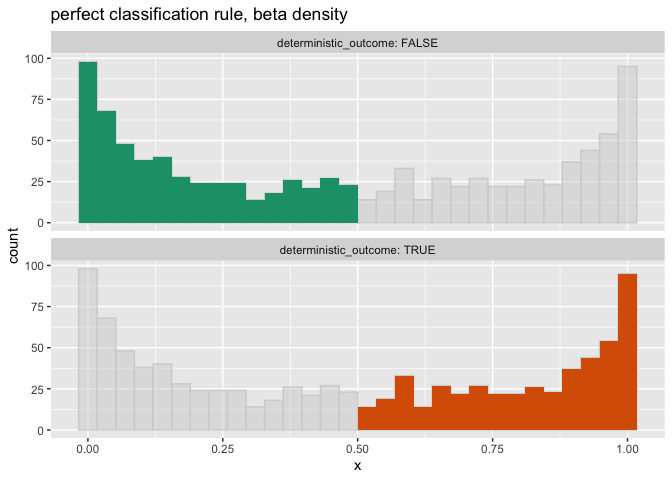 perfect classification rule, beta density
deterministic_outcome: FALSE
100
75
50
25
0
deterministic_outcome: TRUE
100
75
50
25
0
count
0.00 0.25 0.50 0.75 1.00
x